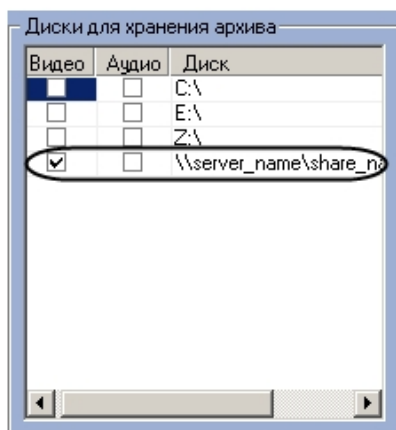 Диски для хранения архива
Видео Аудио Диск
C:\
E:\
Z:\
\\server_name\share_na